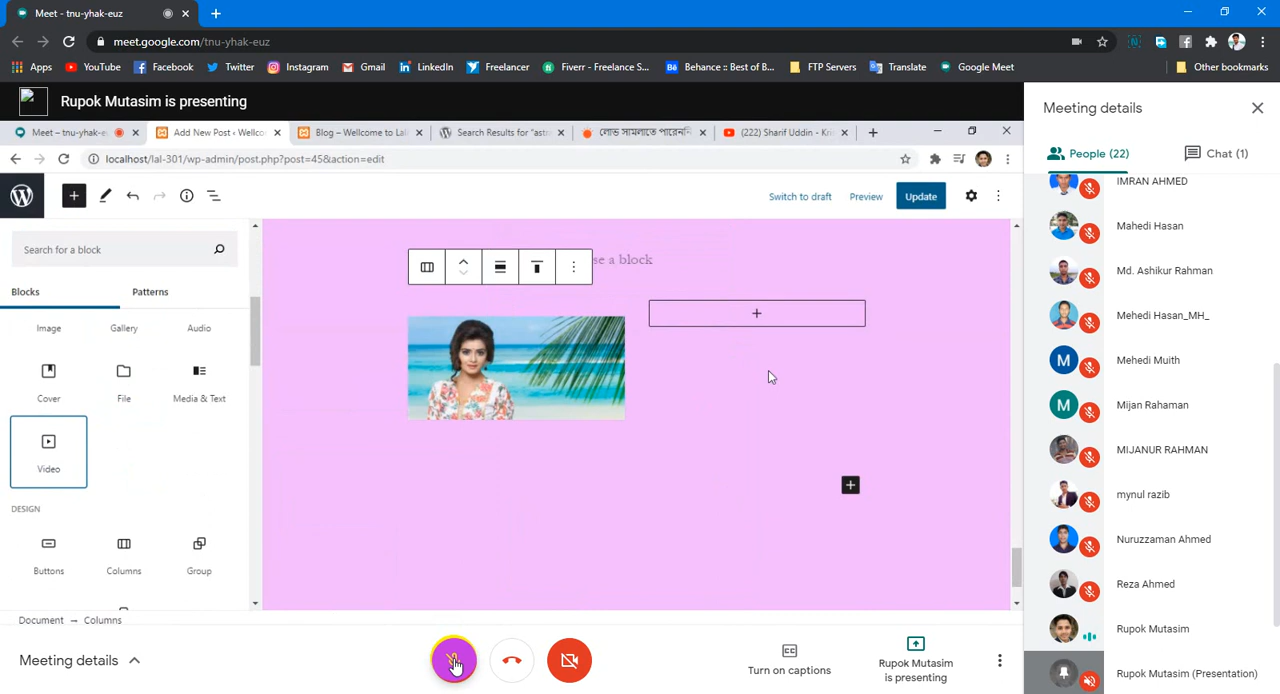 Meet - tnu-yhak-euz
meet.google.com/tnu-yhak-euz
Apps YouTube Facebook Twitter Instagram Gmail LinkedIn Freelancer Fiverr - Freelance S... Behance :: Best of B... FTP Servers Translate Google Meet Other bookmarks
Rupok Mutasim is presenting
Meet – tnu-yhak-eu Add New Post ‹ Wellco Blog – Welcome to Lal Search Results for "astr লোভ সামলাতে পারেননি (222) Sharif Uddin - Kri
localhost/lal-301/wp-admin/post.php?post=45&action=edit
Switch to draft Preview Update
Search for a block
Blocks Patterns
Image Gallery Audio
Cover File Media & Text
Video
DESIGN
Buttons Columns Group
se a block
Document → Columns
Meeting details
Turn on captions
Rupok Mutasim
is presenting
Meeting details
People (22) Chat (1)
IMRAN AHMED
Mahedi Hasan
Md. Ashikur Rahman
Mehedi Hasan_MH_
M Mehedi Muith
M Mijan Rahaman
MIJANUR RAHMAN
mynul razib
Nuruzzaman Ahmed
Reza Ahmed
Rupok Mutasim
Rupok Mutasim (Presentation)